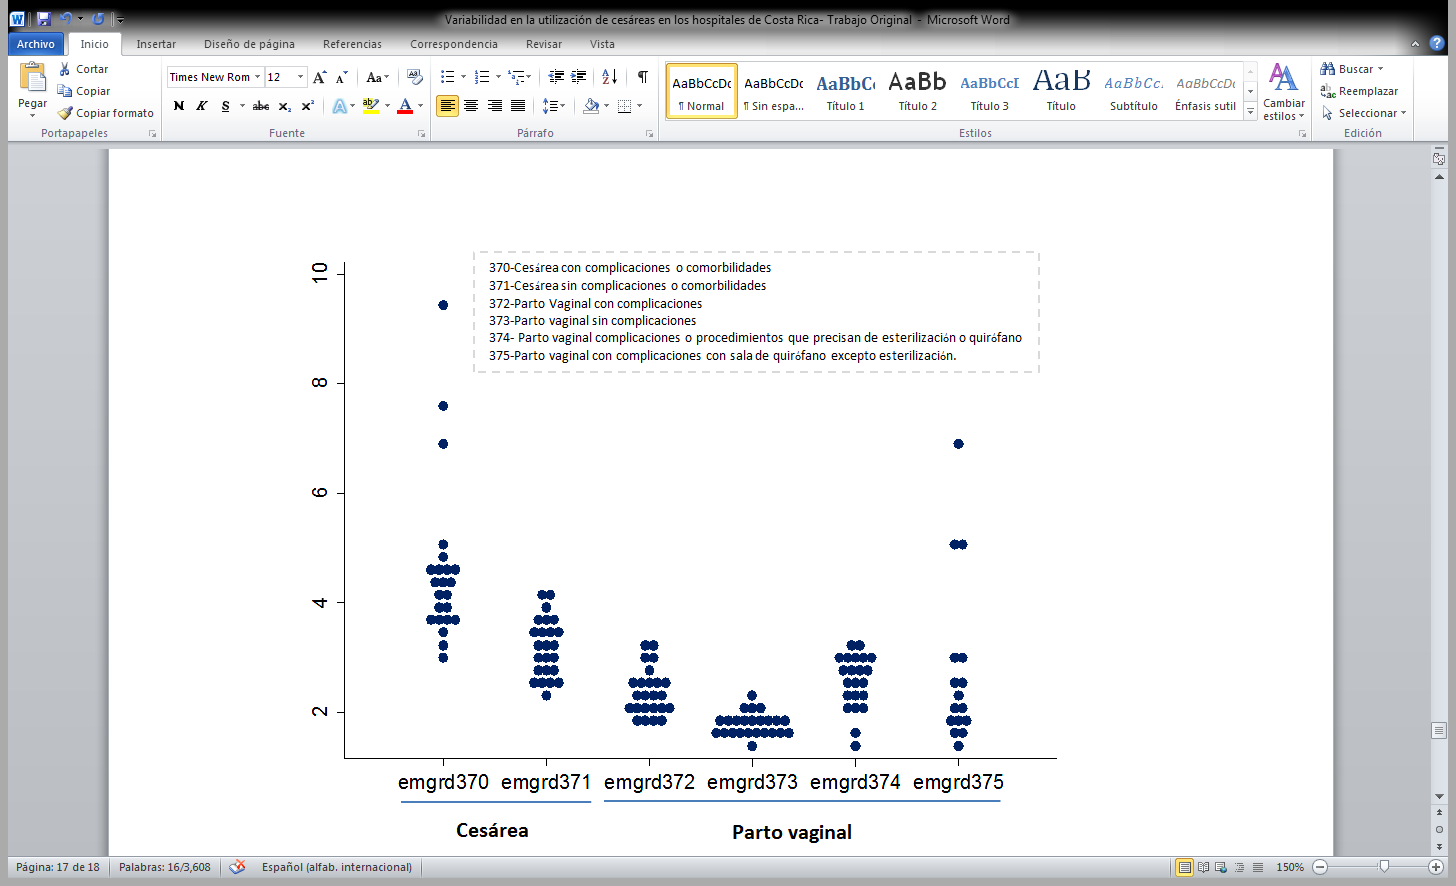 Variabilidad en la utilización de cesáreas en los hospitales de Costa Rica- Trabajo Original - Microsoft Word
Archivo Inicio Insertar Diseño de página Referencias Correspondencia Revisar Vista
Pegar
Cortar
Copiar
Copiar formato
Portapapeles
Times New Rom 12
N K S abc x₂ x²
Fuente
Párrafo
AaBbCcDc AaBbCcDc AaBbC AaBb AaBbCcI AaB AaBbCc. AaBbCcDc
¶ Normal ¶ Sin espa... Título 1 Título 2 Título 3 Título Subtítulo Énfasis sutil
Cambiar
estilos
Estilos
Buscar
Reemplazar
Seleccionar
Edición
370-Cesárea con complicaciones o comorbilidades
371-Cesárea sin complicaciones o comorbilidades
372-Parto Vaginal con complicaciones
373-Parto vaginal sin complicaciones
374- Parto vaginal complicaciones o procedimientos que precisan de esterilización o quirófano
375-Parto vaginal con complicaciones con sala de quirófano excepto esterilización.
10
8
6
4
2
emgrd370 emgrd371 emgrd372 emgrd373 emgrd374 emgrd375
Cesárea Parto vaginal
Página: 17 de 18 Palabras: 16/3,608 Español (alfab. internacional) 150%